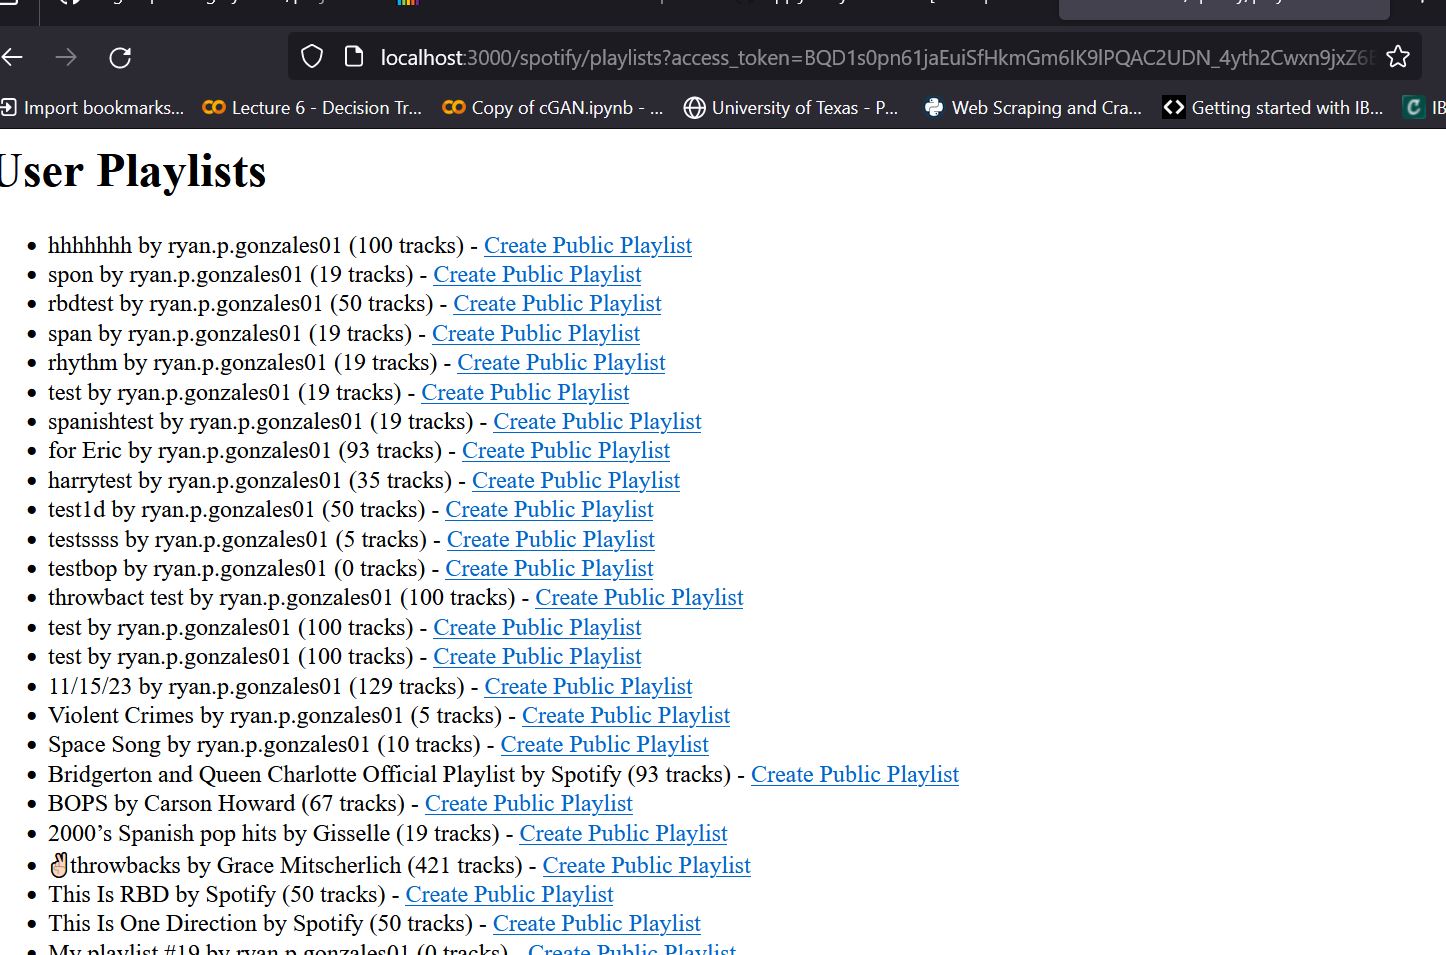 localhost:3000/spotify/playlists?access_token=BQD1s0pn61jaEuiSfHkmGm6IK9lPQAC2UDN_4yth2Cwxn9jxZ6
Import bookmarks... Lecture 6 - Decision Tr... Copy of cGAN.ipynb - ... University of Texas - P... Web Scraping and Cra... Getting started with IB... IB
User Playlists
hhhhhhh by ryan.p.gonzales01 (100 tracks) - Create Public Playlist
spon by ryan.p.gonzales01 (19 tracks) - Create Public Playlist
rbdtest by ryan.p.gonzales01 (50 tracks) - Create Public Playlist
span by ryan.p.gonzales01 (19 tracks) - Create Public Playlist
rhythm by ryan.p.gonzales01 (19 tracks) - Create Public Playlist
test by ryan.p.gonzales01 (19 tracks) - Create Public Playlist
spanishtest by ryan.p.gonzales01 (19 tracks) - Create Public Playlist
for Eric by ryan.p.gonzales01 (93 tracks) - Create Public Playlist
harrytest by ryan.p.gonzales01 (35 tracks) - Create Public Playlist
test1d by ryan.p.gonzales01 (50 tracks) - Create Public Playlist
testssss by ryan.p.gonzales01 (5 tracks) - Create Public Playlist
testbop by ryan.p.gonzales01 (0 tracks) - Create Public Playlist
throwbact test by ryan.p.gonzales01 (100 tracks) - Create Public Playlist
test by ryan.p.gonzales01 (100 tracks) - Create Public Playlist
test by ryan.p.gonzales01 (100 tracks) - Create Public Playlist
11/15/23 by ryan.p.gonzales01 (129 tracks) - Create Public Playlist
Violent Crimes by ryan.p.gonzales01 (5 tracks) - Create Public Playlist
Space Song by ryan.p.gonzales01 (10 tracks) - Create Public Playlist
Bridgerton and Queen Charlotte Official Playlist by Spotify (93 tracks) - Create Public Playlist
BOPS by Carson Howard (67 tracks) - Create Public Playlist
2000’s Spanish pop hits by Gisselle (19 tracks) - Create Public Playlist
✌🏻throwbacks by Grace Mitscherlich (421 tracks) - Create Public Playlist
This Is RBD by Spotify (50 tracks) - Create Public Playlist
This Is One Direction by Spotify (50 tracks) - Create Public Playlist
My playlist #19 by ryan.p.gonzales01 (0 tracks) - Create Public Playlist